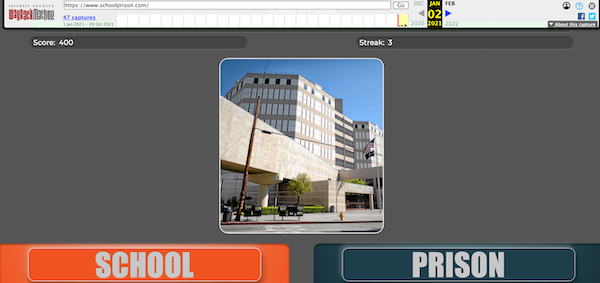 INTERNET ARCHIVE
WayBackMachine
https://www.schoolprison.com/
Go
DEC
JAN
FEB
47 captures
02
1 Jan 2021 - 29 Oct 2021
2020
2021
2022
About this capture
Score: 400
Streak: 3
SCHOOL
PRISON